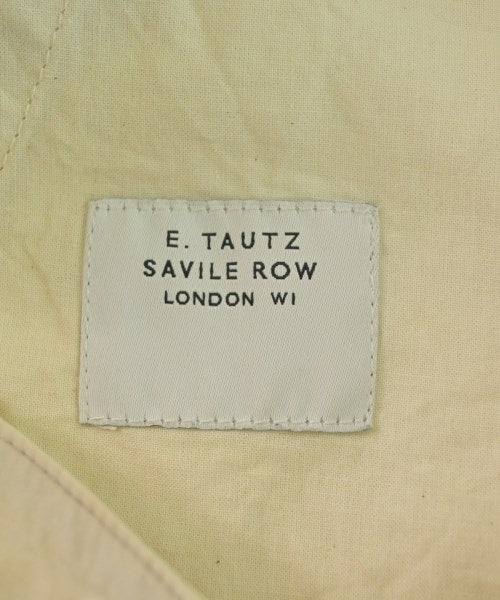 E. TAUTZ
SAVILE ROW
LONDON W1